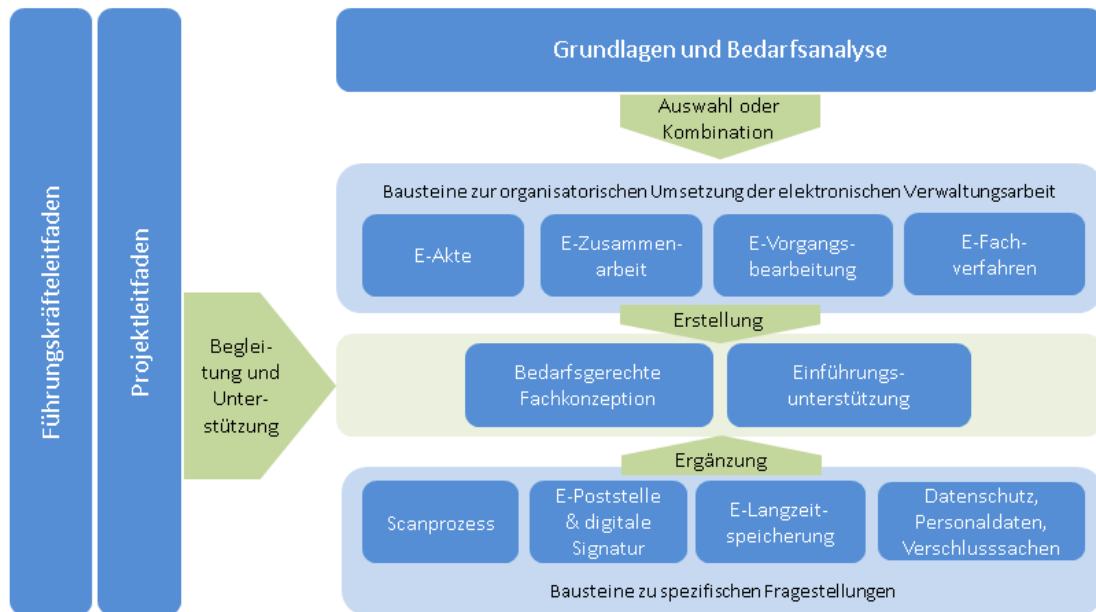 Führungskräfteleitfaden
Projektleitfaden
Grundlagen und Bedarfsanalyse
Auswahl oder
Kombination
Bausteine zur organisatorischen Umsetzung der elektronischen Verwaltungsarbeit
E-Akte
E-Zusammen-
arbeit
E-Vorgangs-
bearbeitung
E-Fach-
verfahren
Erstellung
Beglei-
tung und
Unter-
stützung
Bedarfsgerechte
Fachkonzeption
Einführungs-
unterstützung
Ergänzung
Scanprozess
E-Poststelle
& digitale
Signatur
E-Langzeit-
speicherung
Datenschutz,
Personaldaten,
Verschlusssachen
Bausteine zu spezifischen Fragestellungen